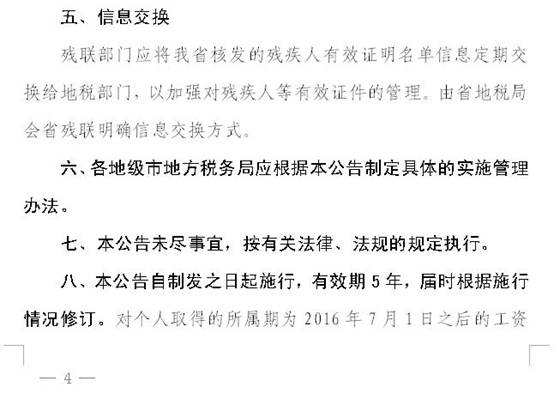 五、信息交换
残联部门应将我省核发的残疾人有效证明名单信息定期交
换给地税部门，以加强对残疾人等有效证件的管理。由省地税局
会省残联明确信息交换方式。
六、各地级市地方税务局应根据本公告制定具体的实施管理
办法。
七、本公告未尽事宜，按有关法律、法规的规定执行。
八、本公告自制发之日起施行，有效期 5 年，届时根据施行
情况修订。对个人取得的所属期为 2016 年 7 月 1 日之后的工资
— 4 —